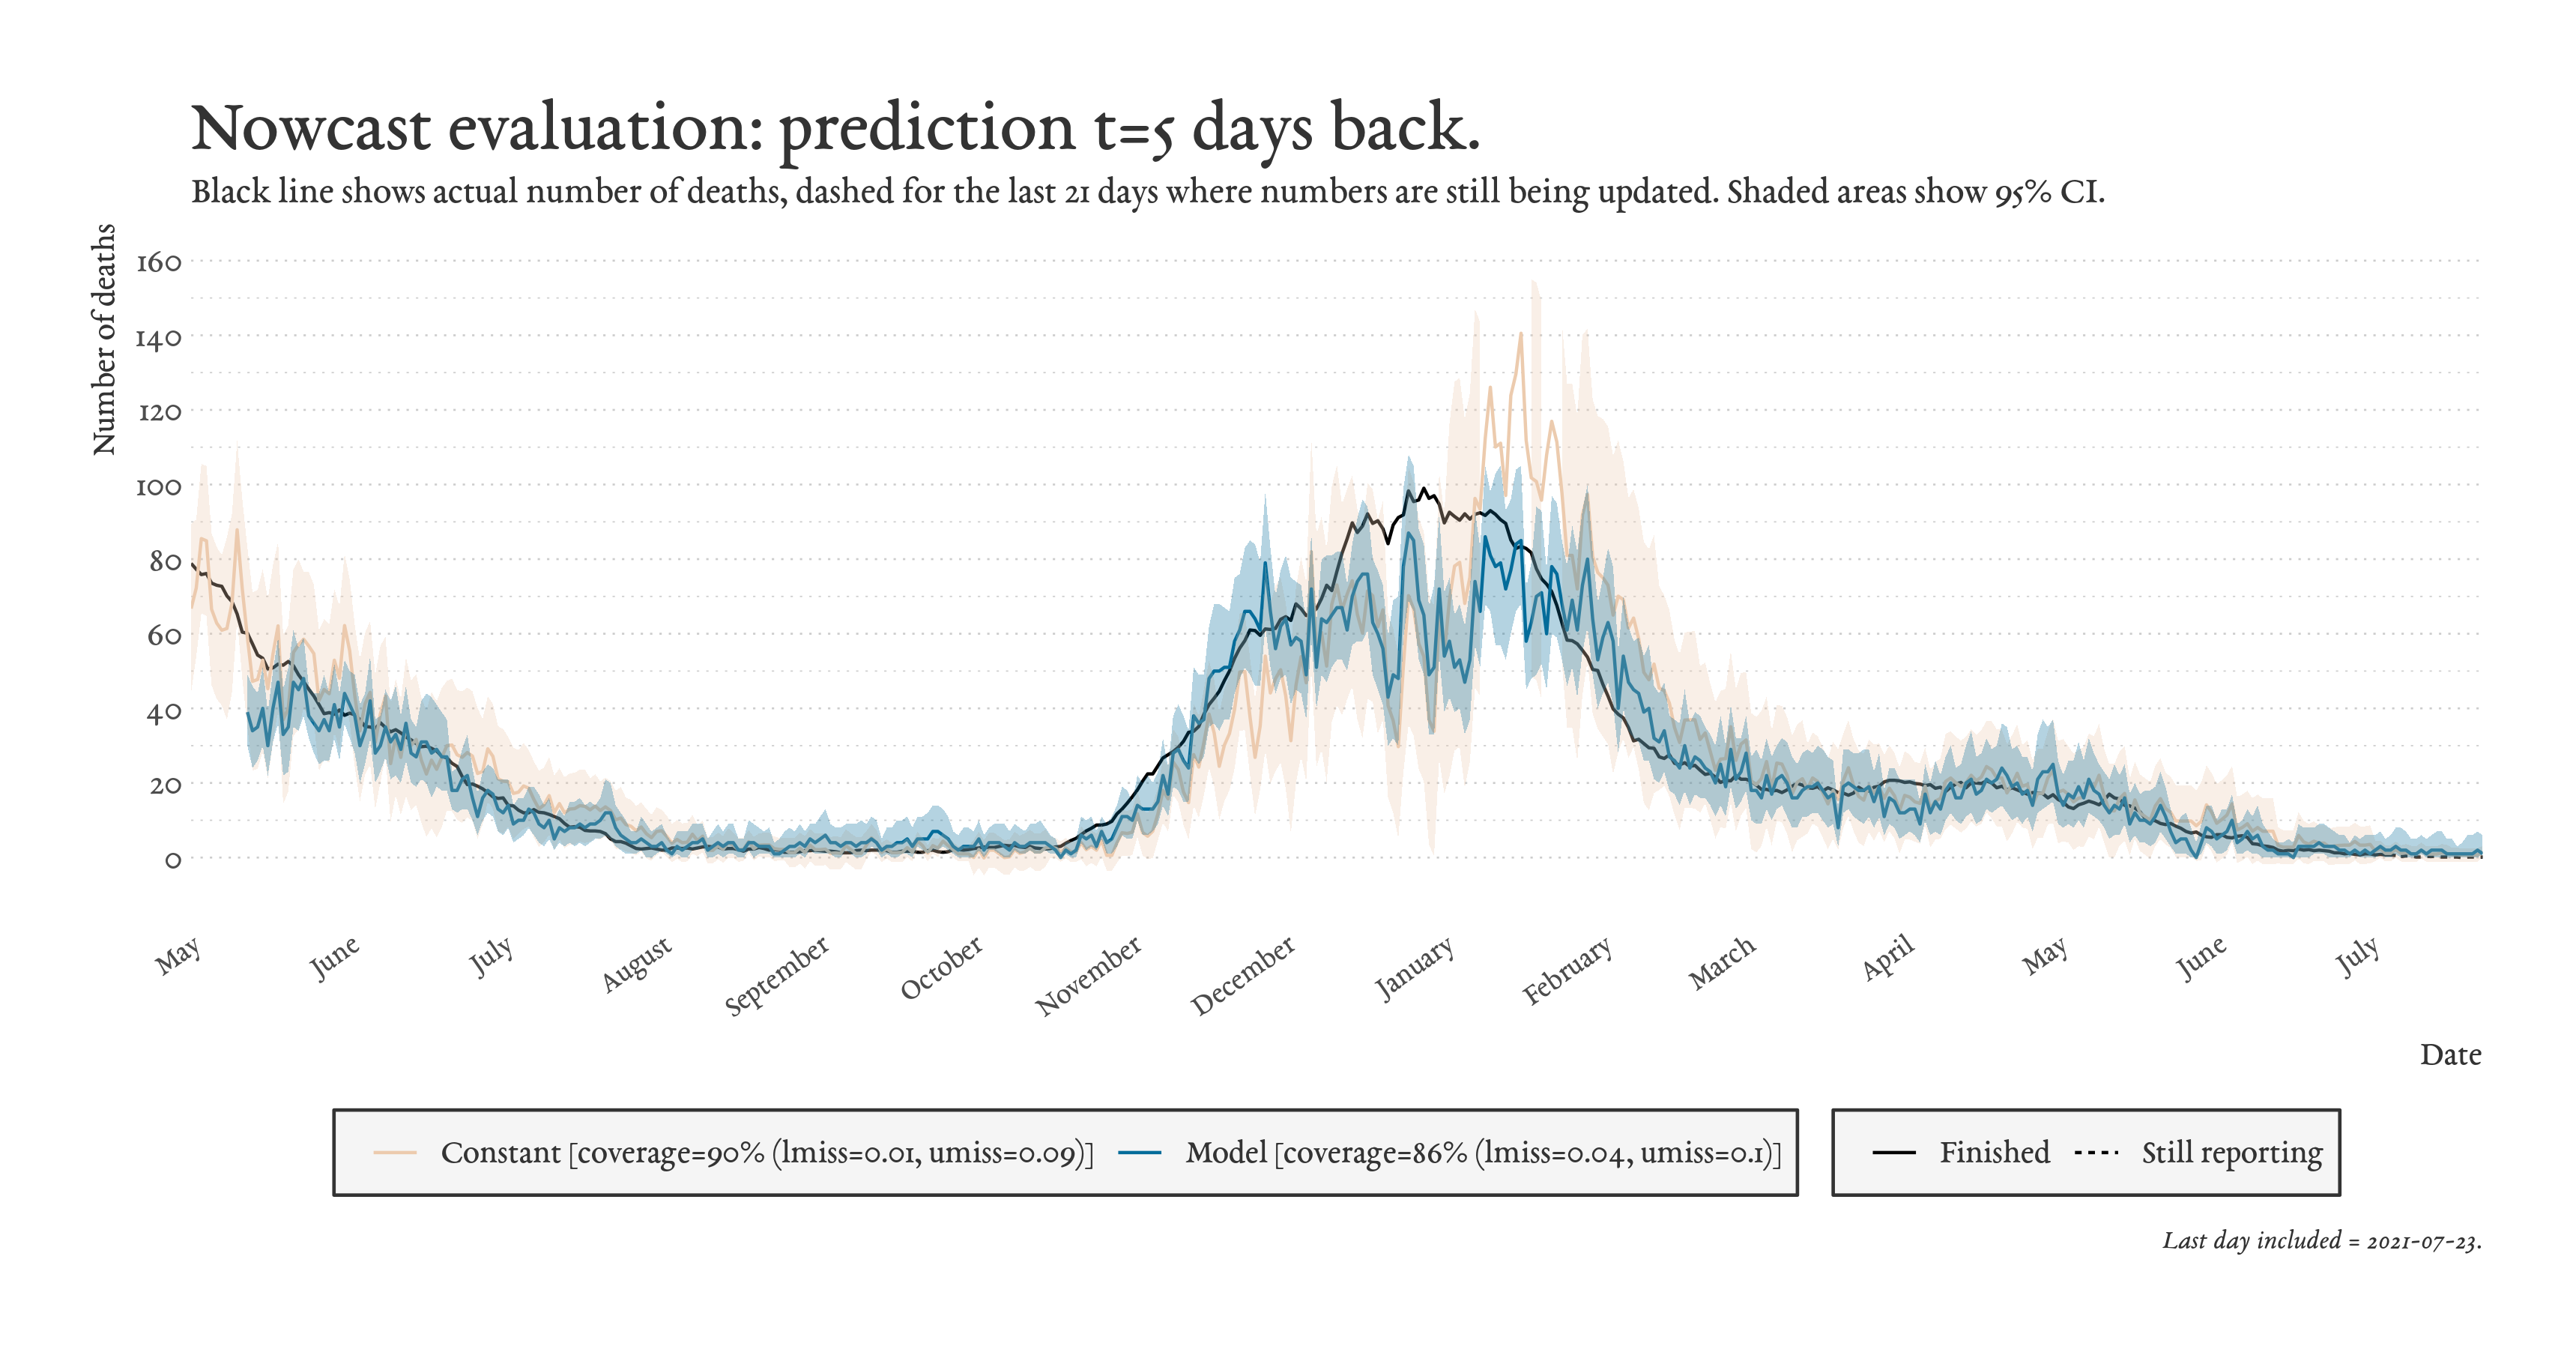 Nowcast evaluation: prediction t=5 days back.
Black line shows actual number of deaths, dashed for the last 21 days where numbers are still being updated. Shaded areas show 95% CI.
Number of deaths
160
140
120
100
80
60
40
20
0
May
June
July
August
September
October
November
December
January
February
March
April
May
June
July
Date
Constant [coverage=90% (lmiss=0.01, umiss=0.09)]
Model [coverage=86% (lmiss=0.04, umiss=0.1)]
Finished
Still reporting
Last day included = 2021-07-23.